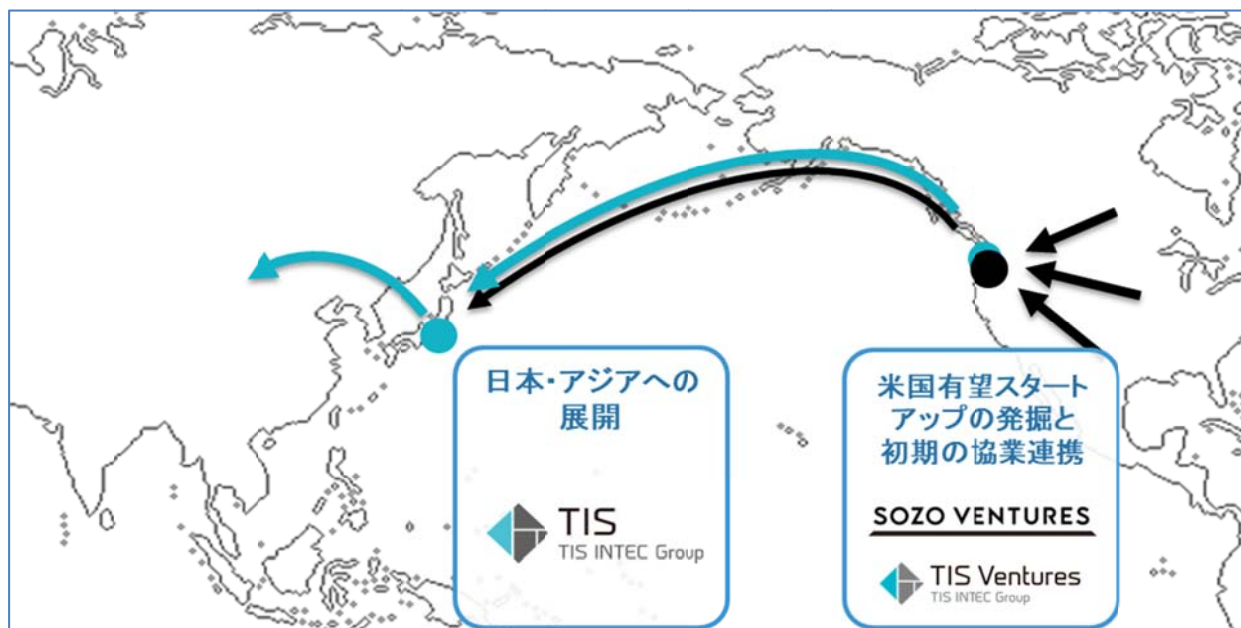 日本・アジアへの
展開
TIS
TIS INTEC Group
米国有望スタート
アップの発掘と
初期の協業連携
SOZO VENTURES
TIS Ventures
TIS INTEC Group